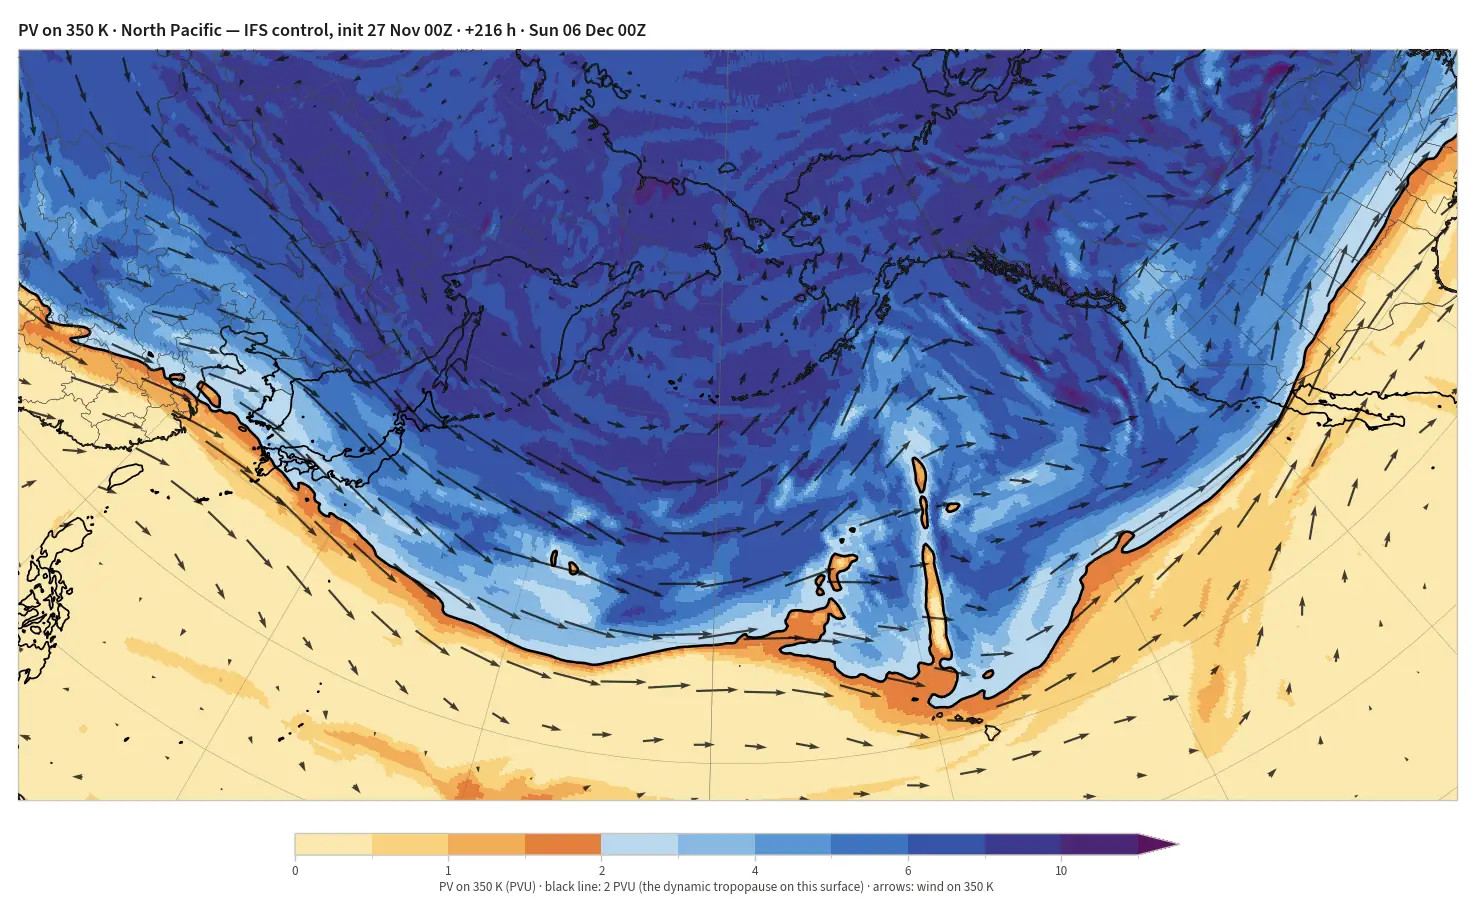 PV on 350 K · North Pacific — IFS control, init 27 Nov 00Z · +216 h · Sun 06 Dec 00Z
0 1 2 4 6 10
PV on 350 K (PVU) · black line: 2 PVU (the dynamic tropopause on this surface) · arrows: wind on 350 K